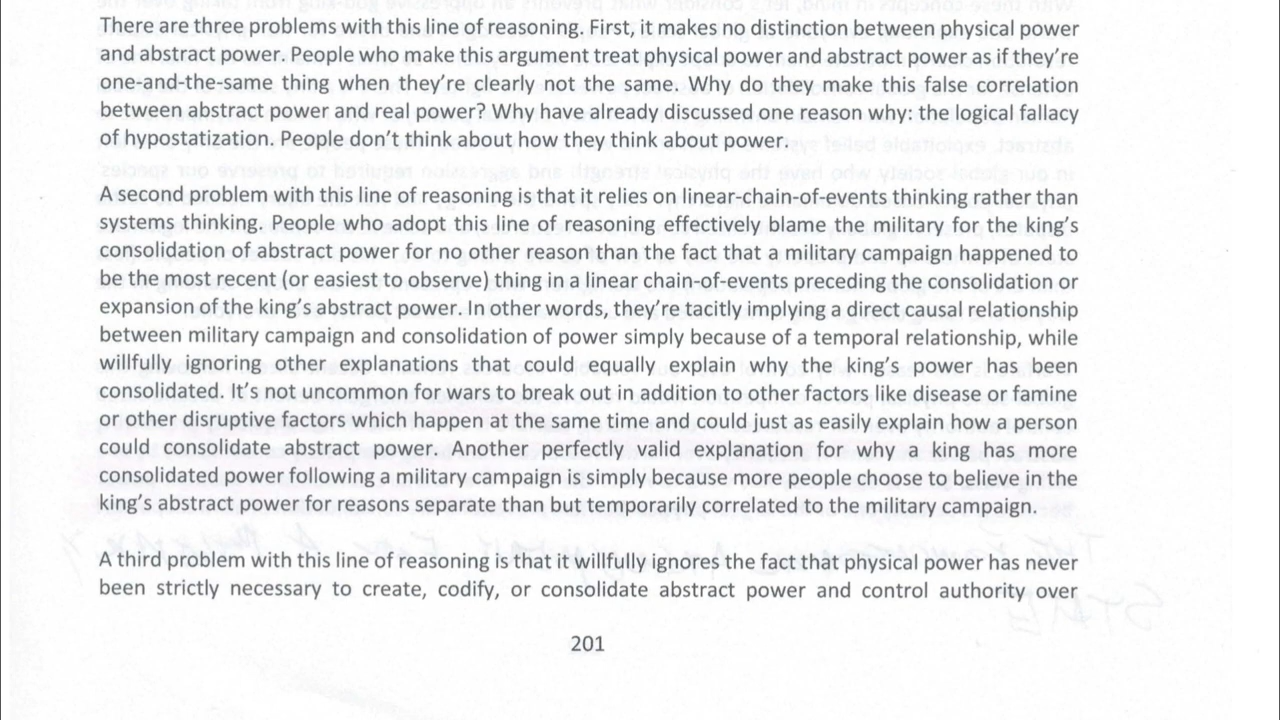 There are three problems with this line of reasoning. First, it makes no distinction between physical power
and abstract power. People who make this argument treat physical power and abstract power as if they're
one-and-the-same thing when they're clearly not the same. Why do they make this false correlation
between abstract power and real power? Why have already discussed one reason why: the logical fallacy
of hypostatization. People don't think about how they think about power.
A second problem with this line of reasoning is that it relies on linear-chain-of-events thinking rather than
systems thinking. People who adopt this line of reasoning effectively blame the military for the king's
consolidation of abstract power for no other reason than the fact that a military campaign happened to
be the most recent (or easiest to observe) thing in a linear chain-of-events preceding the consolidation or
expansion of the king's abstract power. In other words, they're tacitly implying a direct causal relationship
between military campaign and consolidation of power simply because of a temporal relationship, while
willfully ignoring other explanations that could equally explain why the king's power has been
consolidated. It's not uncommon for wars to break out in addition to other factors like disease or famine
or other disruptive factors which happen at the same time and could just as easily explain how a person
could consolidate abstract power. Another perfectly valid explanation for why a king has more
consolidated power following a military campaign is simply because more people choose to believe in the
king's abstract power for reasons separate than but temporarily correlated to the military campaign.
A third problem with this line of reasoning is that it willfully ignores the fact that physical power has never
been strictly necessary to create, codify, or consolidate abstract power and control authority over
201